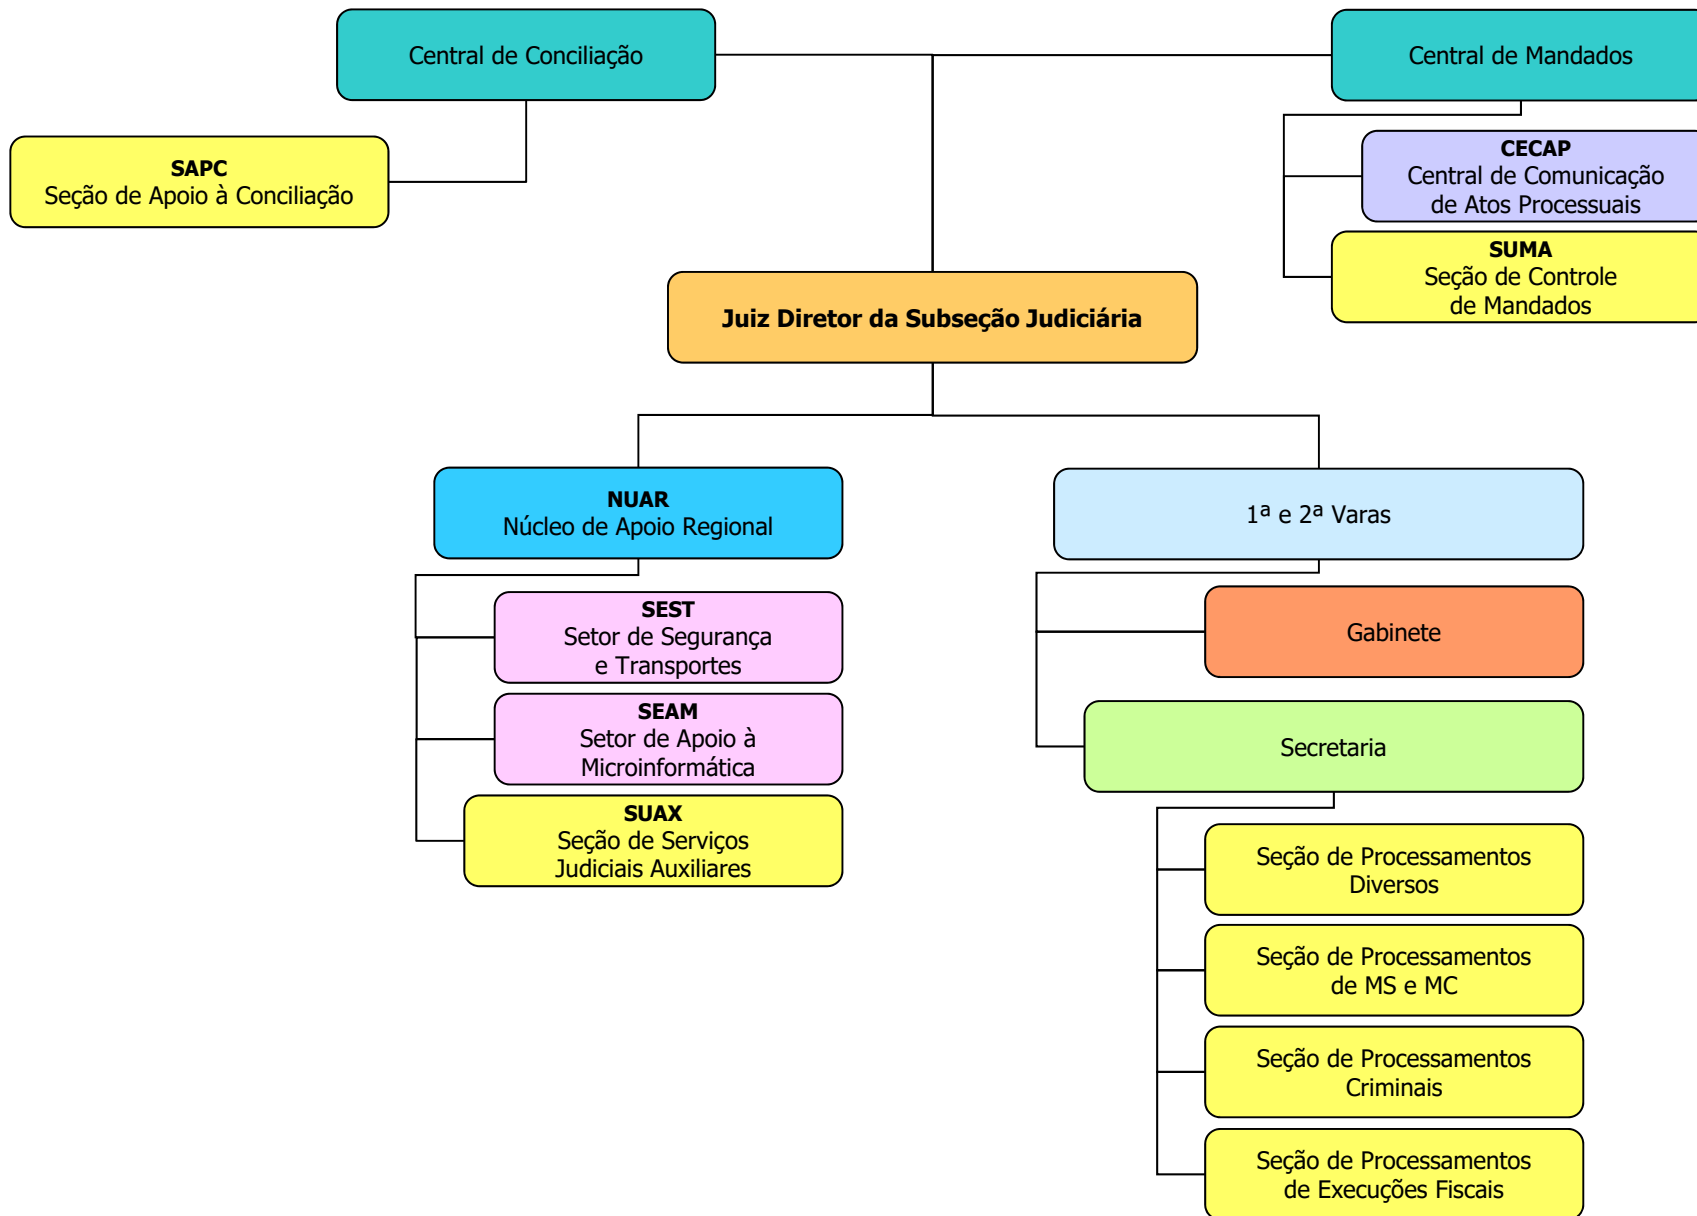 Central de Conciliação
Central de Mandados
SAPC
Seção de Apoio à Conciliação
CECAP
Central de Comunicação
de Atos Processuais
SUMA
Seção de Controle
de Mandados
Juiz Diretor da Subseção Judiciária
NUAR
Núcleo de Apoio Regional
SEST
Setor de Segurança
e Transportes
SEAM
Setor de Apoio à
Microinformática
SUAX
Seção de Serviços
Judiciais Auxiliares
1ª e 2ª Varas
Gabinete
Secretaria
Seção de Processamentos
Diversos
Seção de Processamentos
de MS e MC
Seção de Processamentos
Criminais
Seção de Processamentos
de Execuções Fiscais